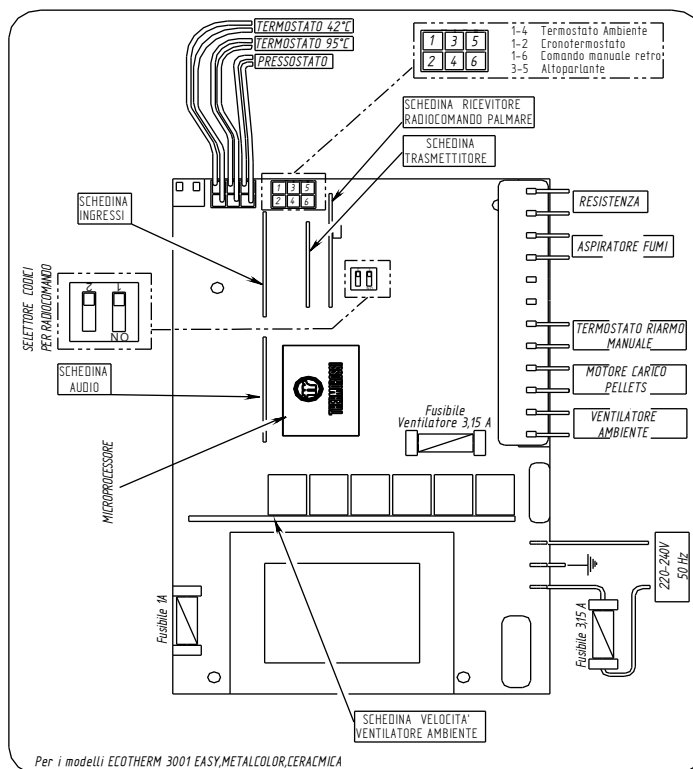 TERMOSTATO 42°C
TERMOSTATO 95°C
PRESSOSTATO
1 3 5
2 4 6
1-4 Termostato Ambiente
1-2 Cronotermostato
1-6 Comando manuale retro
3-5 Altoparlante
SCHEDINA RICEVITORE
RADIOCOMANDO PALMARE
SCHEDINA
TRASMETTITORE
1 3 5
2 4 6
SCHEDINA
INGRESSI
RESISTENZA
ASPIRATORE FUMI
SELETTORE CODICI
PER RADIOCOMANDO
2 1
ON
TERMOSTATO RIARMO
MANUALE
SCHEDINA
AUDIO
MOTORE CARICO
PELLETS
THERMOROSSI
Fusibile
Ventilatore 3,15 A
VENTILATORE
AMBIENTE
MICROPROCESSORE
220-240V
50 Hz
Fusibile 1A
Fusibile 3,15 A
SCHEDINA VELOCITA'
VENTILATORE AMBIENTE
Per i modelli ECOTHERM 3001 EASY,METALCOLOR,CERACMICA